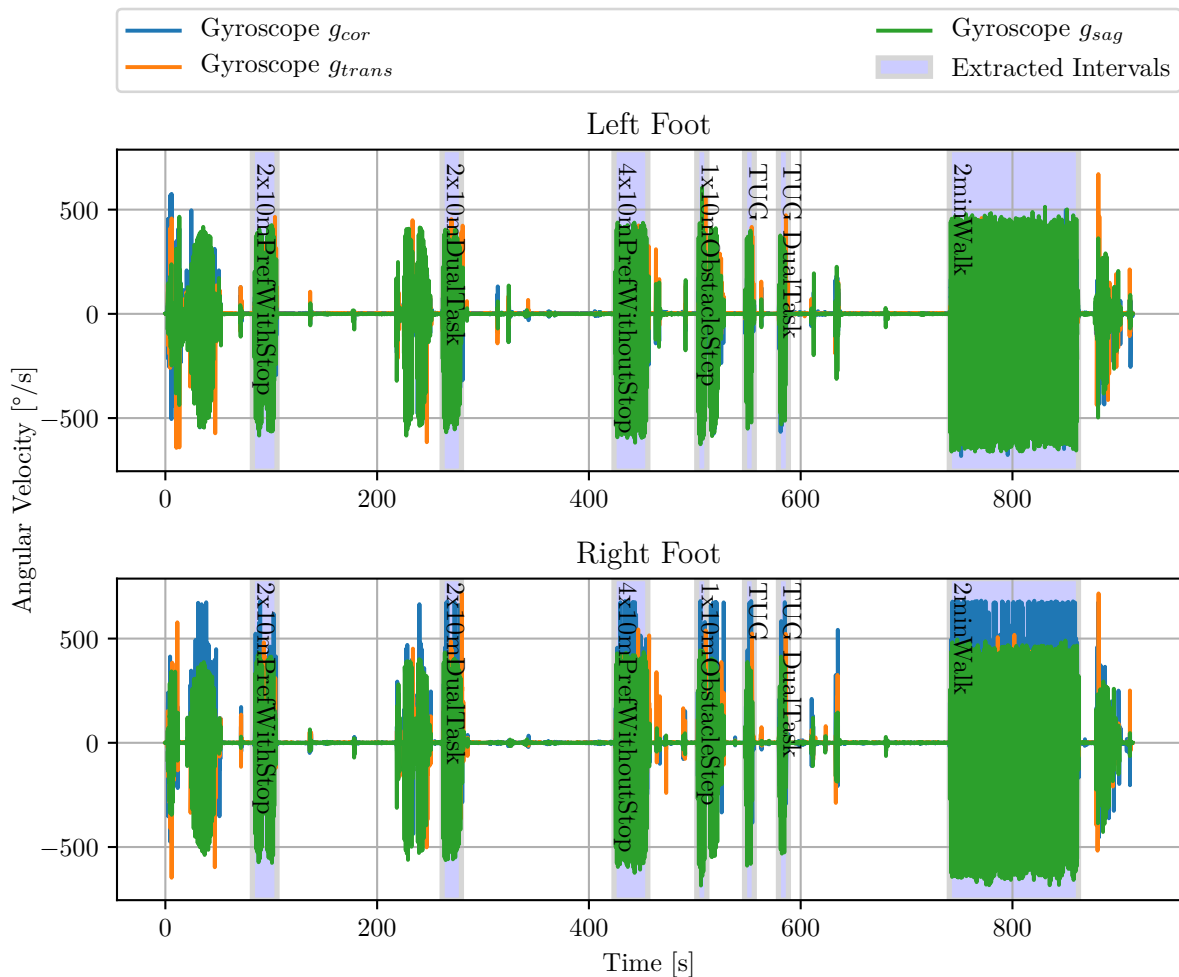 Gyroscope g_cor
Gyroscope g_trans
Gyroscope g_sag
Extracted Intervals
Left Foot
500
0
−500
2x10mPrefWithStop
2x10mDualTask
4x10mPrefWithoutStop
1x10mObstacleStep
TUG
TUG DualTask
2minWalk
0
200
400
600
800
Angular Velocity [°/s]
Right Foot
500
0
−500
2x10mPrefWithStop
2x10mDualTask
4x10mPrefWithoutStop
1x10mObstacleStep
TUG
TUG DualTask
2minWalk
0
200
400
600
800
Time [s]